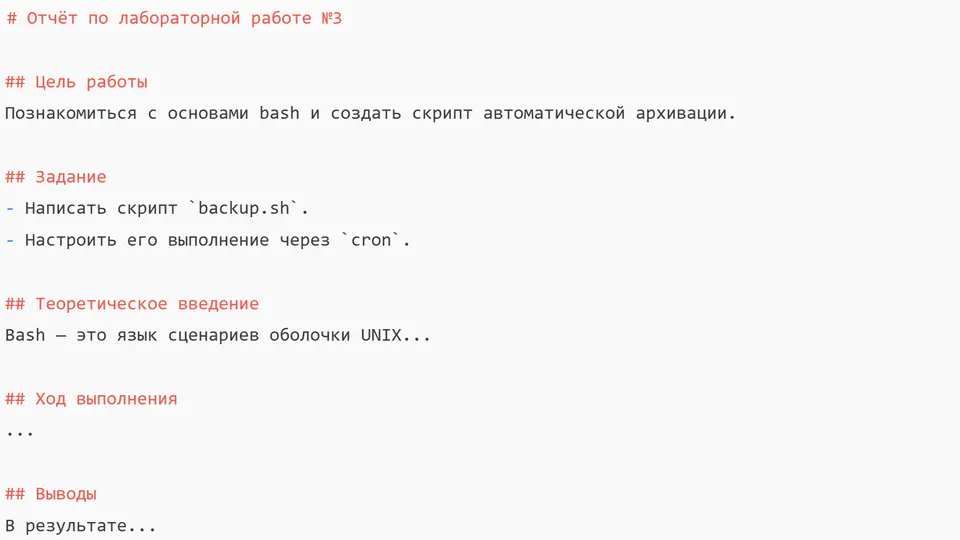 # Отчёт по лабораторной работе №3
## Цель работы
Познакомиться с основами bash и создать скрипт автоматической архивации.
## Задание
- Написать скрипт `backup.sh`.
- Настроить его выполнение через `cron`.
## Теоретическое введение
Bash — это язык сценариев оболочки UNIX...
## Ход выполнения
...
## Выводы
В результате...